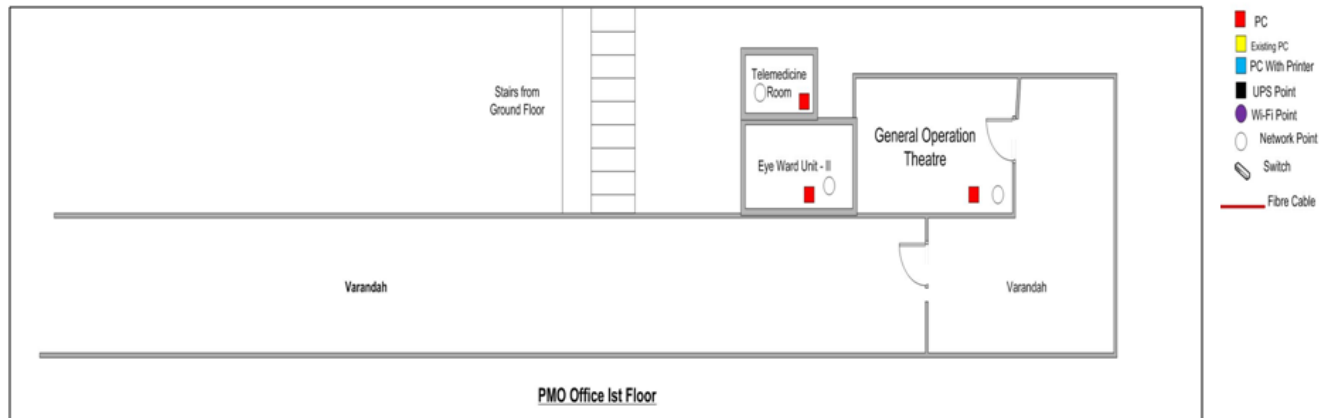 Stairs from
Ground Floor
Telemedicine
Room
Eye Ward Unit - II
General Operation
Theatre
Varandah
Varandah
PMO Office Ist Floor
PC
Existing PC
PC With Printer
UPS Point
Wi-Fi Point
Network Point
Switch
Fibre Cable